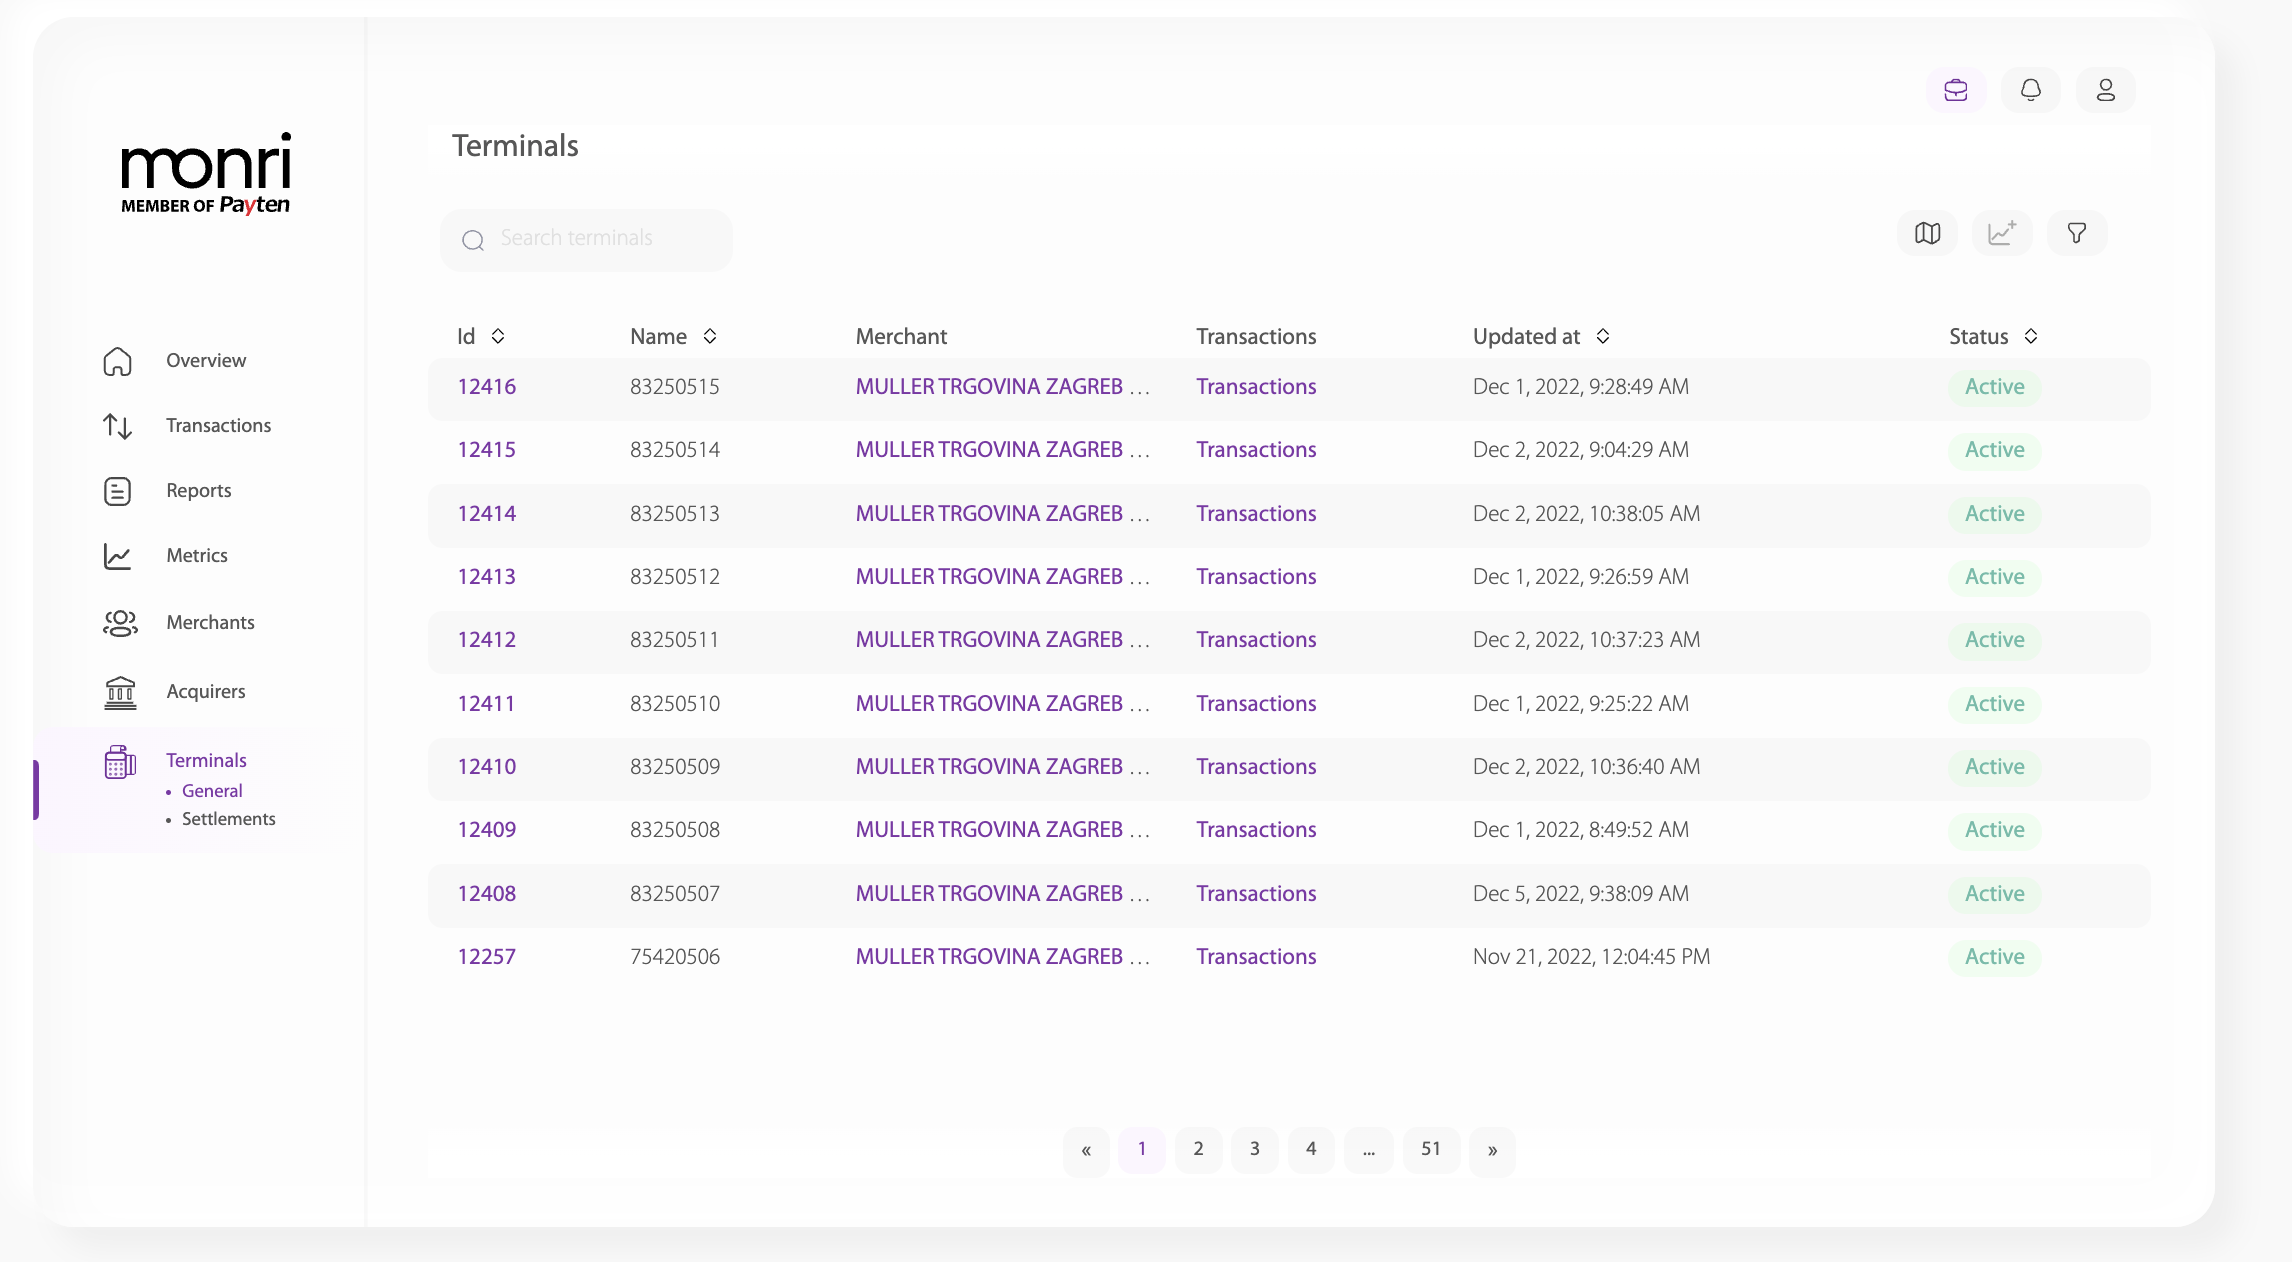 monri
MEMBER OF Payten
Overview
Transactions
Reports
Metrics
Merchants
Acquirers
Terminals
• General
• Settlements
Terminals
Search terminals
Id Name Merchant Transactions Updated at Status
12416 83250515 MULLER TRGOVINA ZAGREB ... Transactions Dec 1, 2022, 9:28:49 AM Active
12415 83250514 MULLER TRGOVINA ZAGREB ... Transactions Dec 2, 2022, 9:04:29 AM Active
12414 83250513 MULLER TRGOVINA ZAGREB ... Transactions Dec 2, 2022, 10:38:05 AM Active
12413 83250512 MULLER TRGOVINA ZAGREB ... Transactions Dec 1, 2022, 9:26:59 AM Active
12412 83250511 MULLER TRGOVINA ZAGREB ... Transactions Dec 2, 2022, 10:37:23 AM Active
12411 83250510 MULLER TRGOVINA ZAGREB ... Transactions Dec 1, 2022, 9:25:22 AM Active
12410 83250509 MULLER TRGOVINA ZAGREB ... Transactions Dec 2, 2022, 10:36:40 AM Active
12409 83250508 MULLER TRGOVINA ZAGREB ... Transactions Dec 1, 2022, 8:49:52 AM Active
12408 83250507 MULLER TRGOVINA ZAGREB ... Transactions Dec 5, 2022, 9:38:09 AM Active
12257 75420506 MULLER TRGOVINA ZAGREB ... Transactions Nov 21, 2022, 12:04:45 PM Active
« 1 2 3 4 ... 51 »